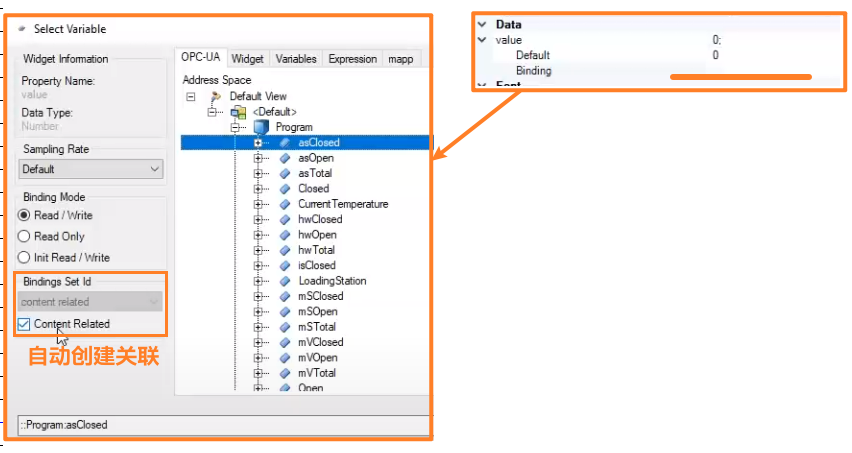 Select Variable
Widget Information
Property Name:
value
Data Type:
Number
Sampling Rate
Default
Binding Mode
Read / Write
Read Only
Init Read / Write
Bindings Set Id
content related
Content Related
自动创建关联
OPC-UA Widget Variables Expression mapp
Address Space
Default View
<Default>
Program
asClosed
asOpen
asTotal
Closed
CurrentTemperature
hwClosed
hwOpen
hwTotal
isClosed
LoadingStation
mSClosed
mSOpen
mSTotal
mVClosed
mVOpen
mVTotal
Open
::Program:asClosed
Data
value 0;
Default 0
Binding
Font